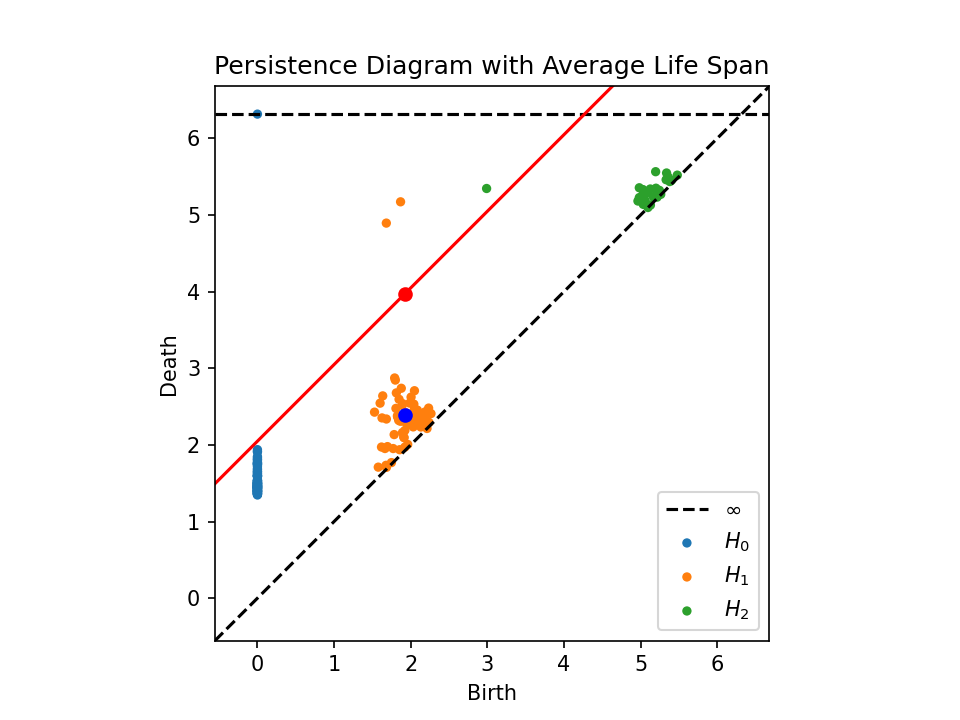 Persistence Diagram with Average Life Span
6
5
4
3
2
1
0
Death
0 1 2 3 4 5 6
Birth
∞
H₀
H₁
H₂